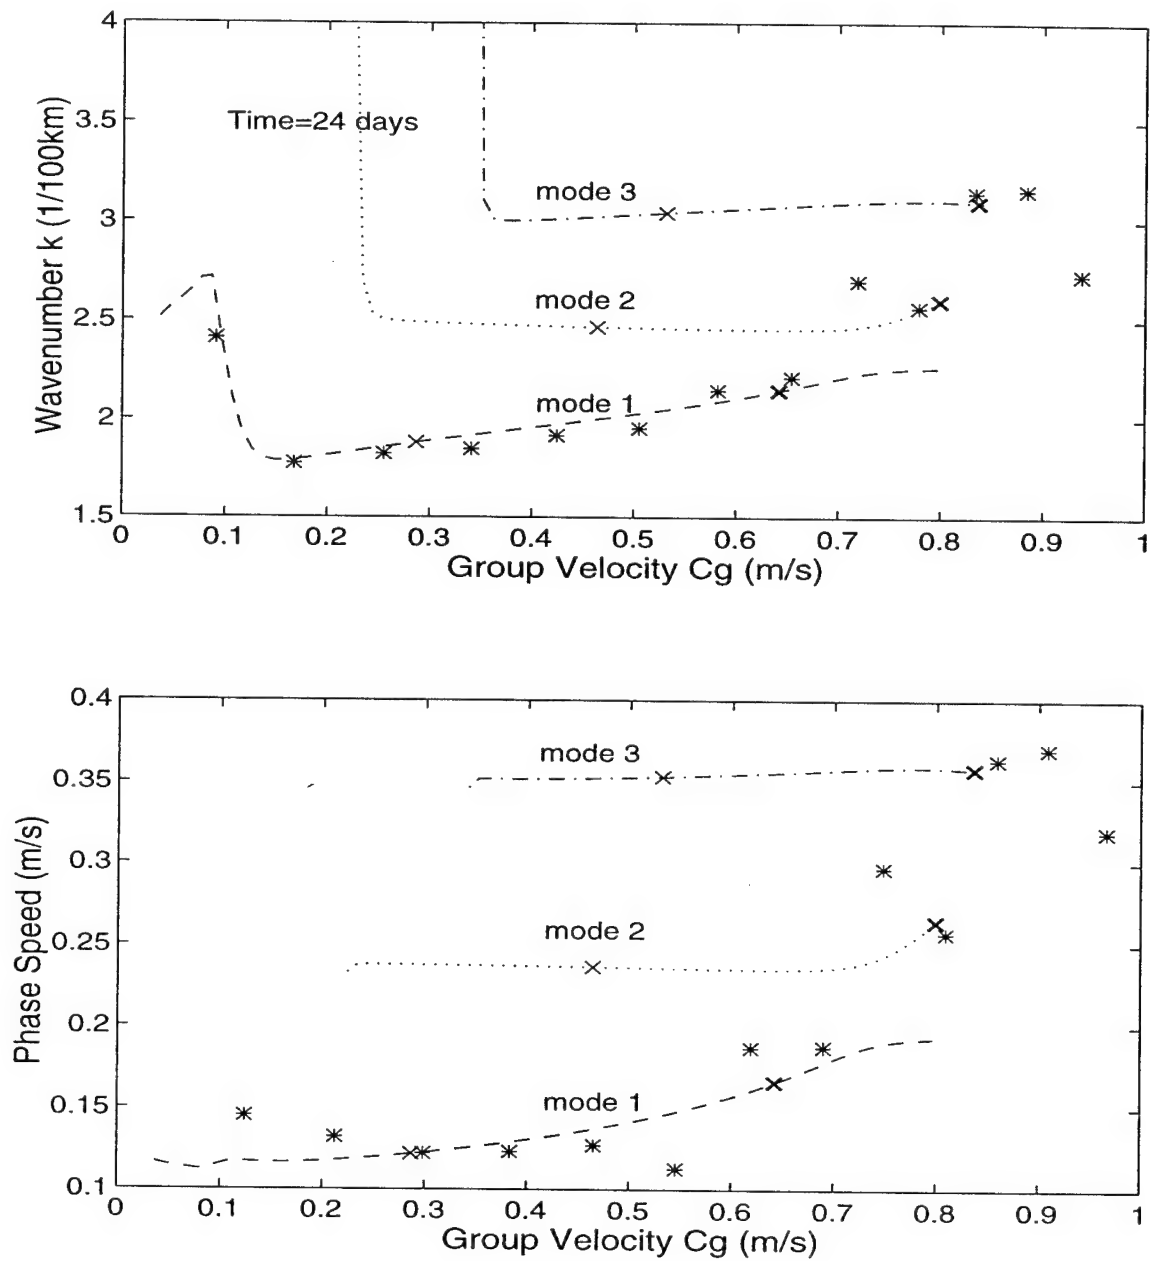 4
3.5
3
2.5
2
1.5
Wavenumber k (1/100km)
Time=24 days
mode 3
mode 2
mode 1
0 0.1 0.2 0.3 0.4 0.5 0.6 0.7 0.8 0.9 1
Group Velocity Cg (m/s)
0.4
0.35
0.3
0.25
0.2
0.15
0.1
Phase Speed (m/s)
mode 3
mode 2
mode 1
0 0.1 0.2 0.3 0.4 0.5 0.6 0.7 0.8 0.9 1
Group Velocity Cg (m/s)